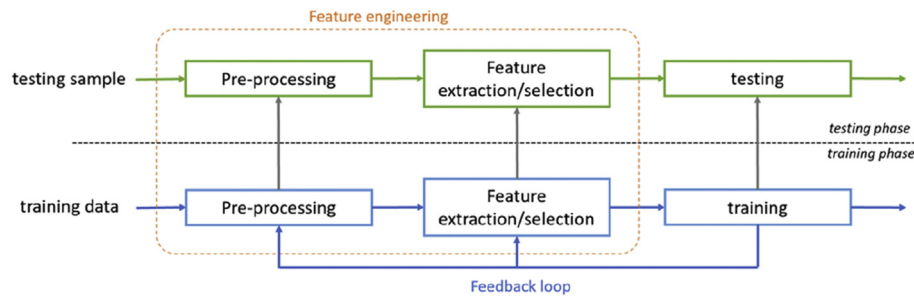 Feature engineering
testing sample
Pre-processing
Feature
extraction/selection
testing
testing phase
training phase
training data
Pre-processing
Feature
extraction/selection
training
Feedback loop